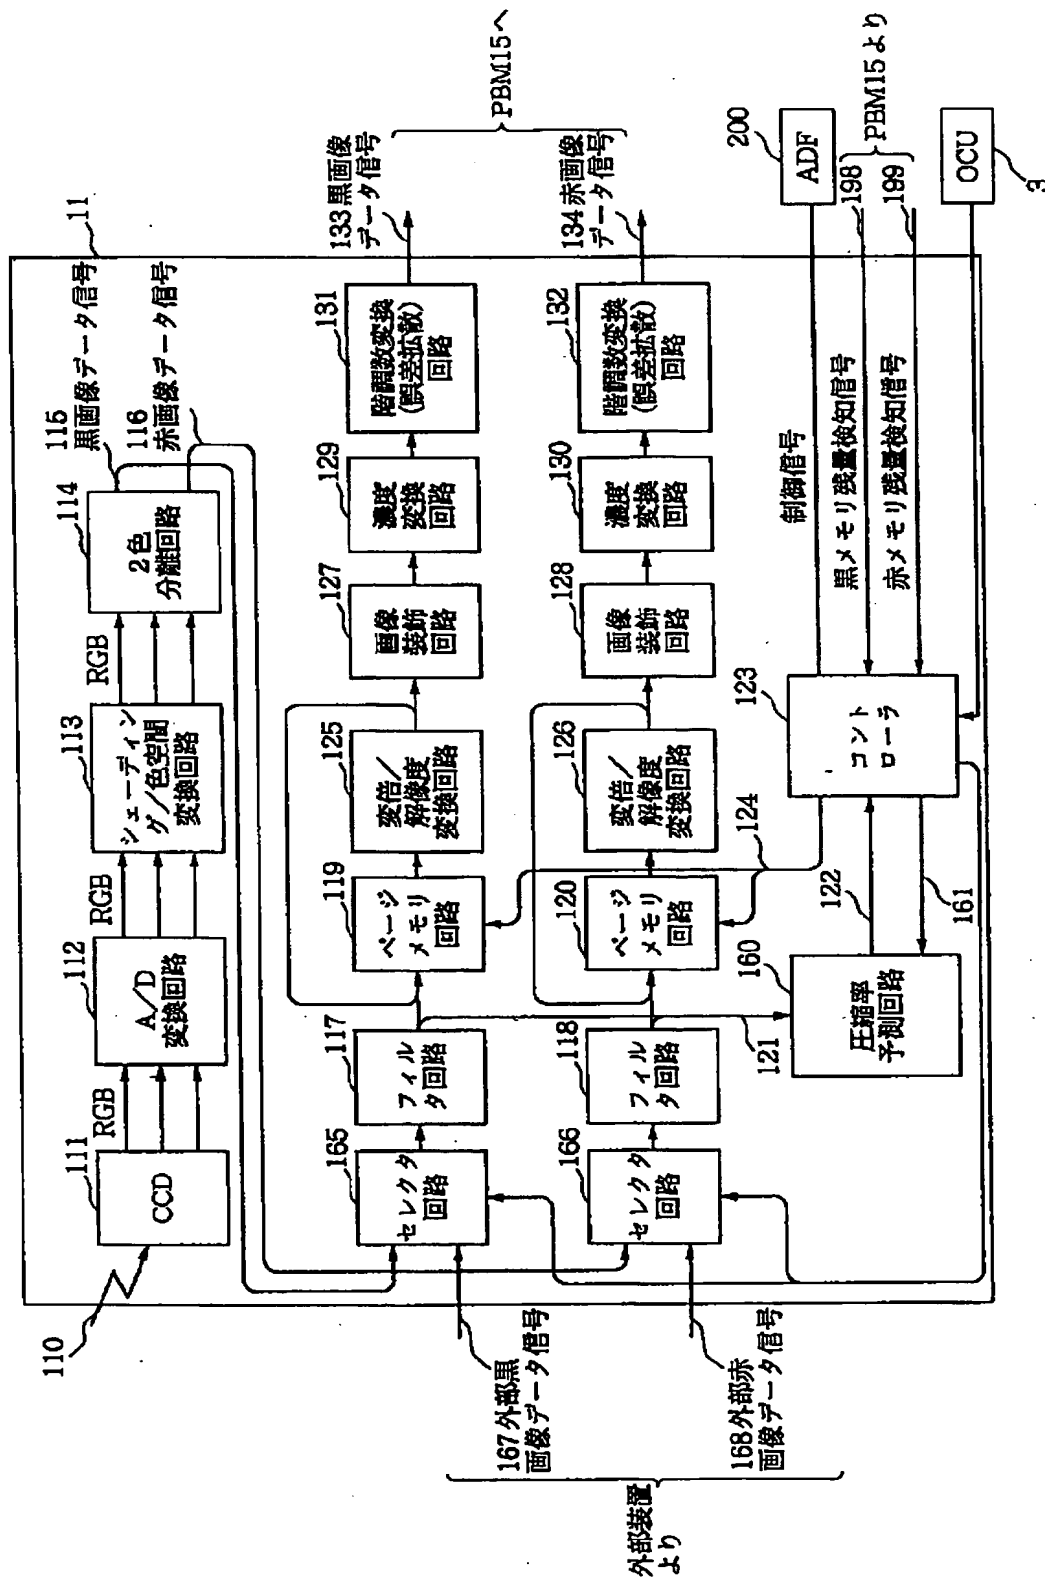 11
110
111
CCD
RGB
112
A/D
変換回路
RGB
113
シェーディン
グ/色空間
変換回路
RGB
114
2色
分離回路
115
黒画像データ信号
116
赤画像データ信号
外部装置
より
167外部黒
画像データ信号
165
セレクタ
回路
117
フィル
タ回路
119
ページ
メモリ
回路
125
変倍/
解像度
変換回路
127
画像
装飾
回路
129
濃度
変換
回路
131
階調数変換
(誤差拡散)
回路
133黒画像
データ信号
PBM15へ
168外部赤
画像データ信号
166
セレクタ
回路
118
フィル
タ回路
120
ページ
メモリ
回路
126
変倍/
解像度
変換回路
128
画像
装飾
回路
130
濃度
変換
回路
132
階調数変換
(誤差拡散)
回路
134赤画像
データ信号
121
160
圧縮率
予測回路
122
161
124
123
コント
ローラ
制御信号
黒メモリ残量検知信号
赤メモリ残量検知信号
200
ADF
198
199
PBM15より
OCU
3